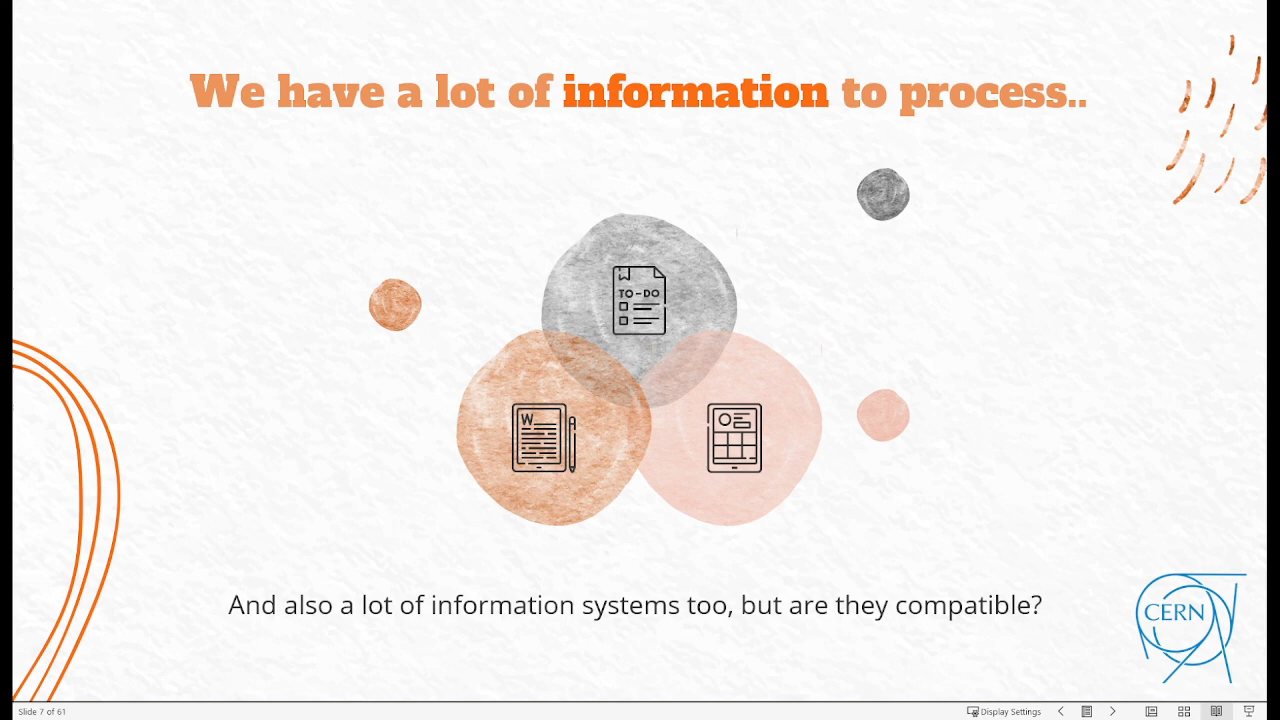 We have a lot of information to process..
TO-DO
W
And also a lot of information systems too, but are they compatible?
CERN
Slide 7 of 61
Display Settings